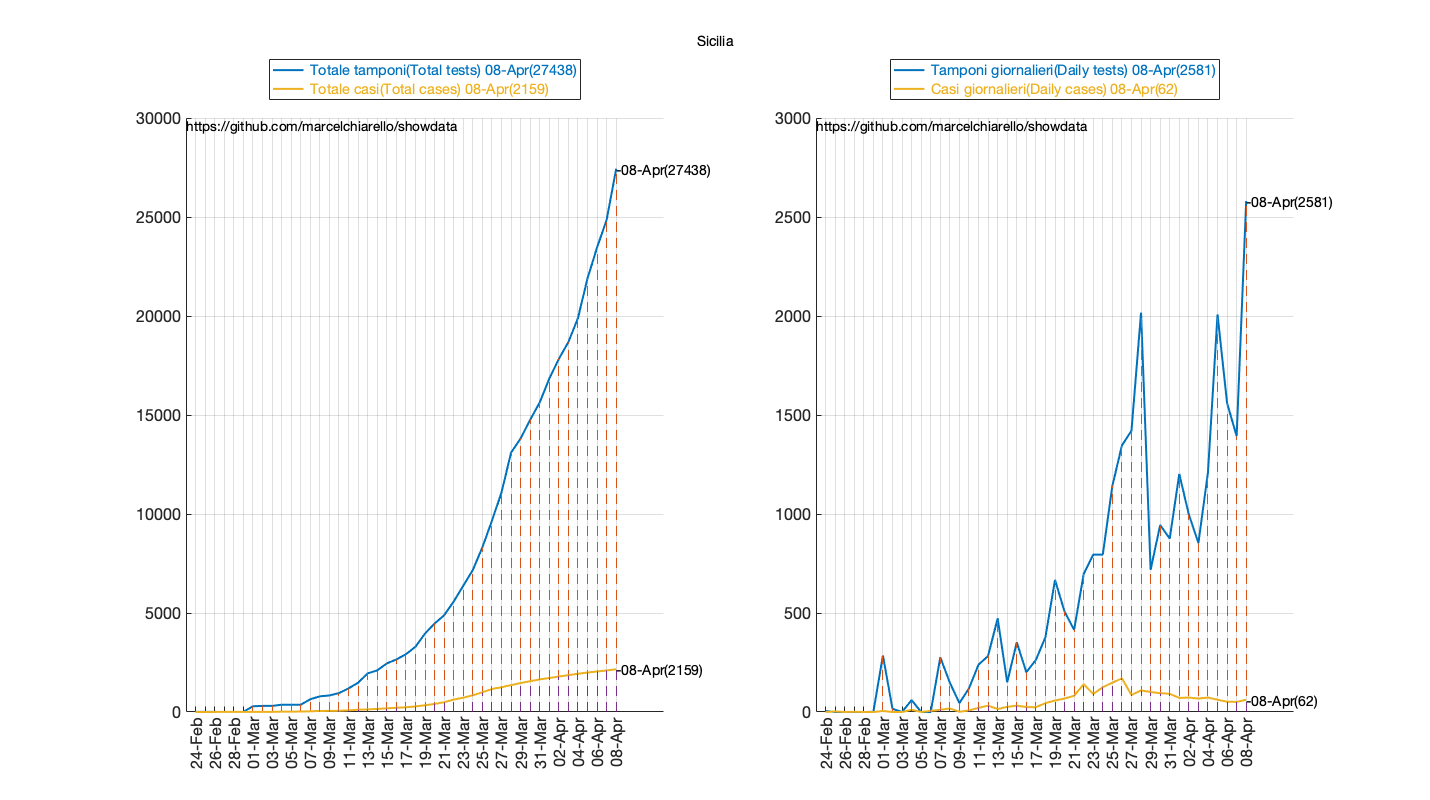 Sicilia
Totale tamponi(Total tests) 08-Apr(27438)
Totale casi(Total cases) 08-Apr(2159)
https://github.com/marcelchiarello/showdata
30000
25000
20000
15000
10000
5000
0
08-Apr(27438)
08-Apr(2159)
24-Feb
26-Feb
28-Feb
01-Mar
03-Mar
05-Mar
07-Mar
09-Mar
11-Mar
13-Mar
15-Mar
17-Mar
19-Mar
21-Mar
23-Mar
25-Mar
27-Mar
29-Mar
31-Mar
02-Apr
04-Apr
06-Apr
08-Apr
Tamponi giornalieri(Daily tests) 08-Apr(2581)
Casi giornalieri(Daily cases) 08-Apr(62)
https://github.com/marcelchiarello/showdata
3000
2500
2000
1500
1000
500
0
08-Apr(2581)
08-Apr(62)
24-Feb
26-Feb
28-Feb
01-Mar
03-Mar
05-Mar
07-Mar
09-Mar
11-Mar
13-Mar
15-Mar
17-Mar
19-Mar
21-Mar
23-Mar
25-Mar
27-Mar
29-Mar
31-Mar
02-Apr
04-Apr
06-Apr
08-Apr